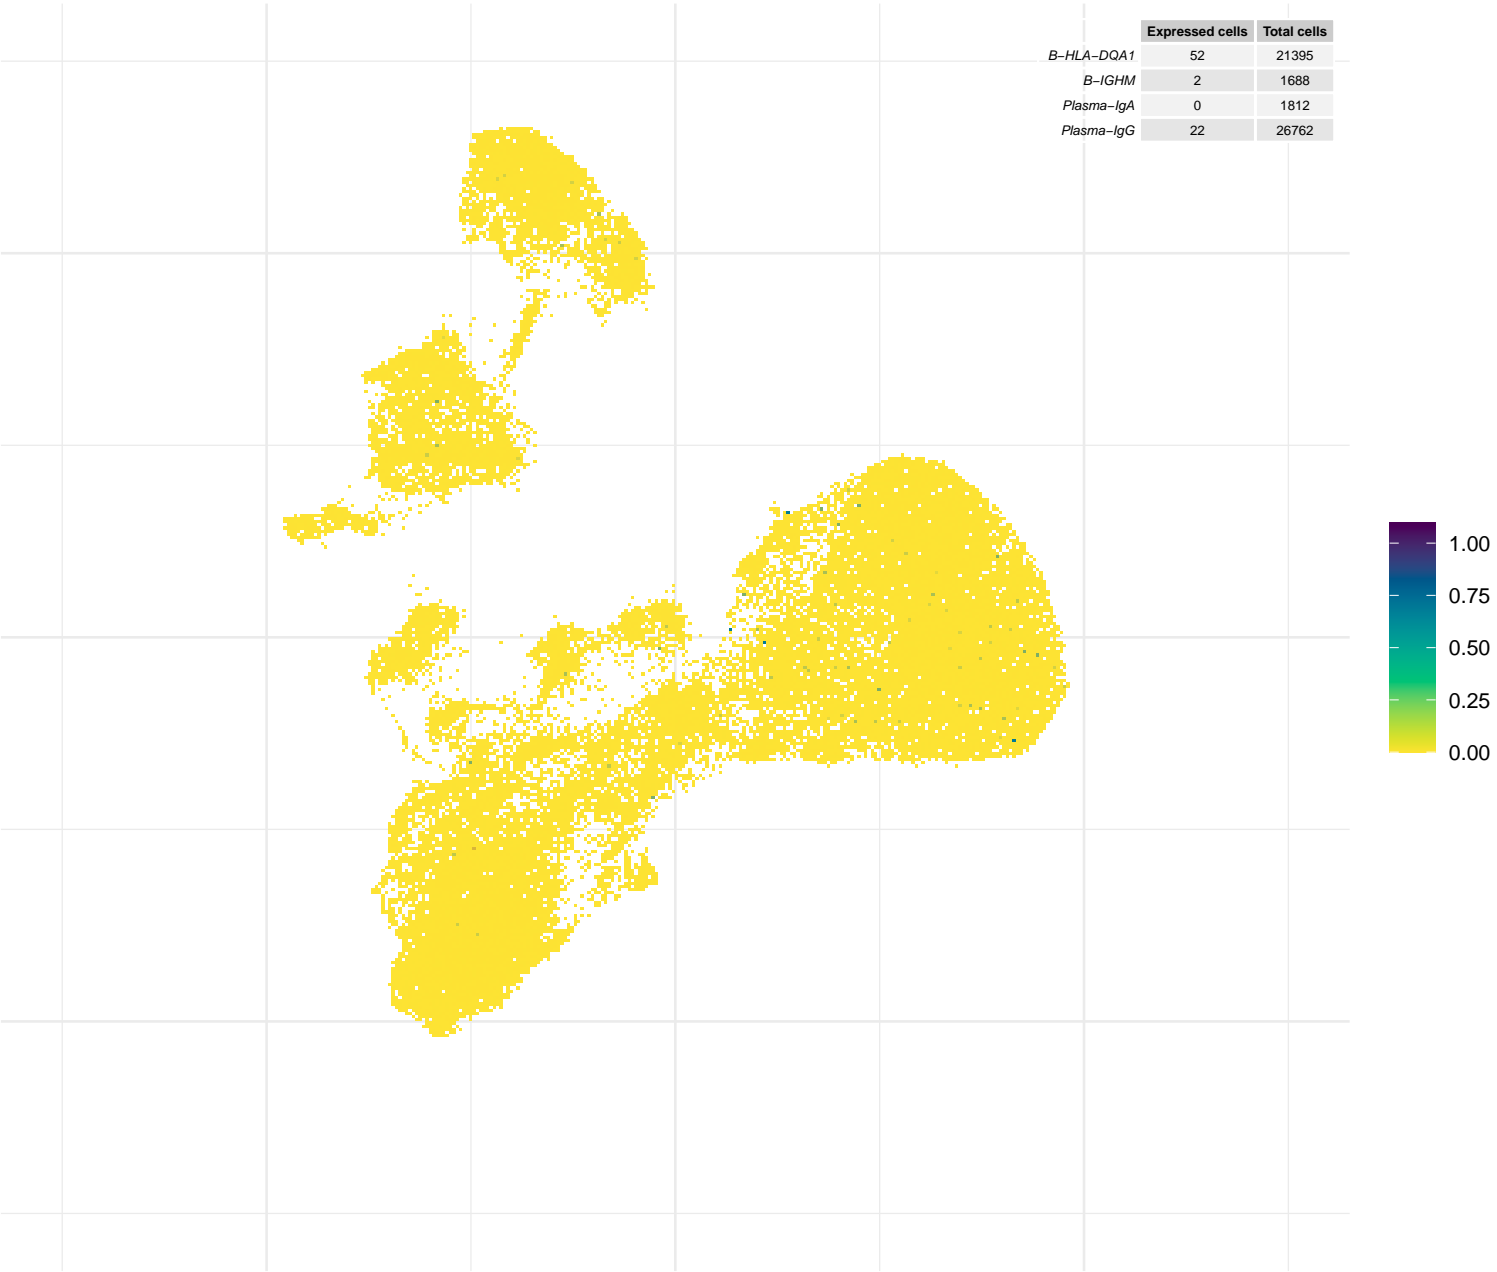 Expressed cells Total cells
B−HLA−DQA1 52 21395
B−IGHM 2 1688
Plasma−IgA 0 1812
Plasma−IgG 22 26762
1.00
0.75
0.50
0.25
0.00